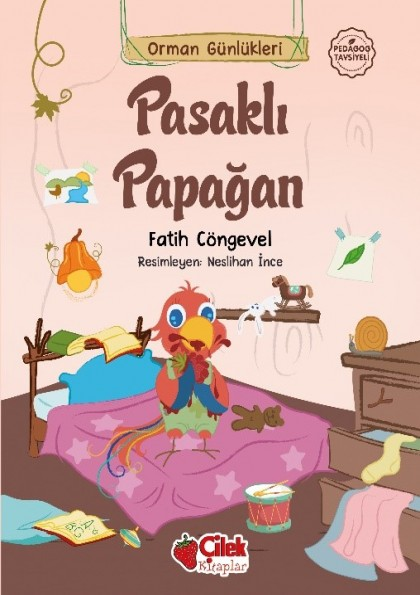 Orman Günlükleri
PEDAGOG
TAVSİYELİ
Pasaklı
Papağan
Fatih Cöngevel
Resimleyen: Neslihan İnce
Çilek
Kitaplar